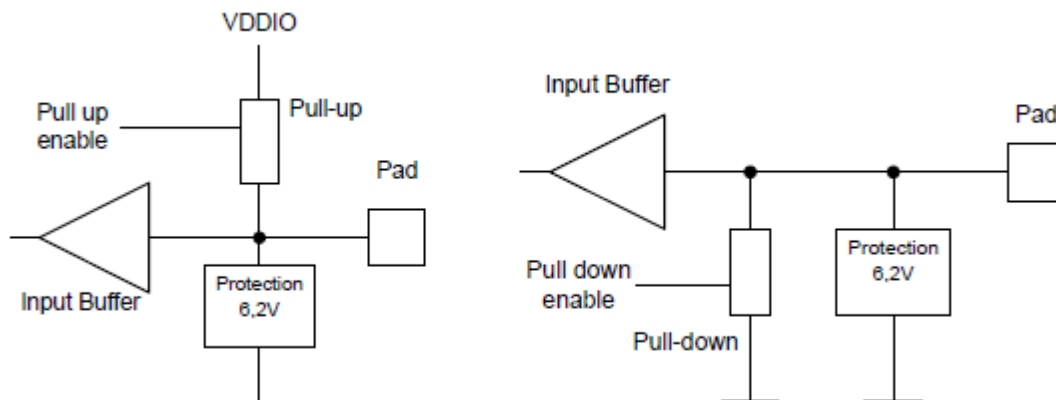 VDDIO
Pull up
enable
Pull-up
Pad
Input Buffer
Protection
6,2V
Input Buffer
Pad
Pull down
enable
Pull-down
Protection
6,2V